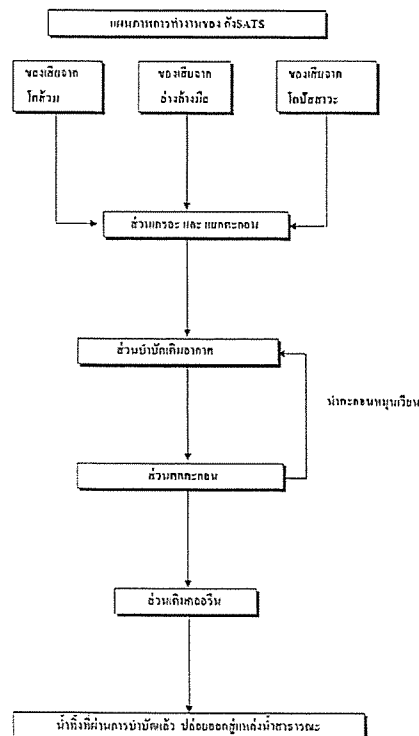 แผนภาพการทำงานของ ถังSATS
ของเสียจาก
โถส้วม
ของเสียจาก
อ่างล้างมือ
ของเสียจาก
โถปัสสาวะ
ส่วนเกรอะ และ แยกตะกอน
ส่วนบำบัดเติมอากาศ
นำตะกอนหมุนเวียน
ส่วนตกตะกอน
ส่วนเติมคลอรีน
น้ำทิ้งที่ผ่านการบำบัดแล้ว ปล่อยออกสู่แหล่งน้ำสาธารณะ